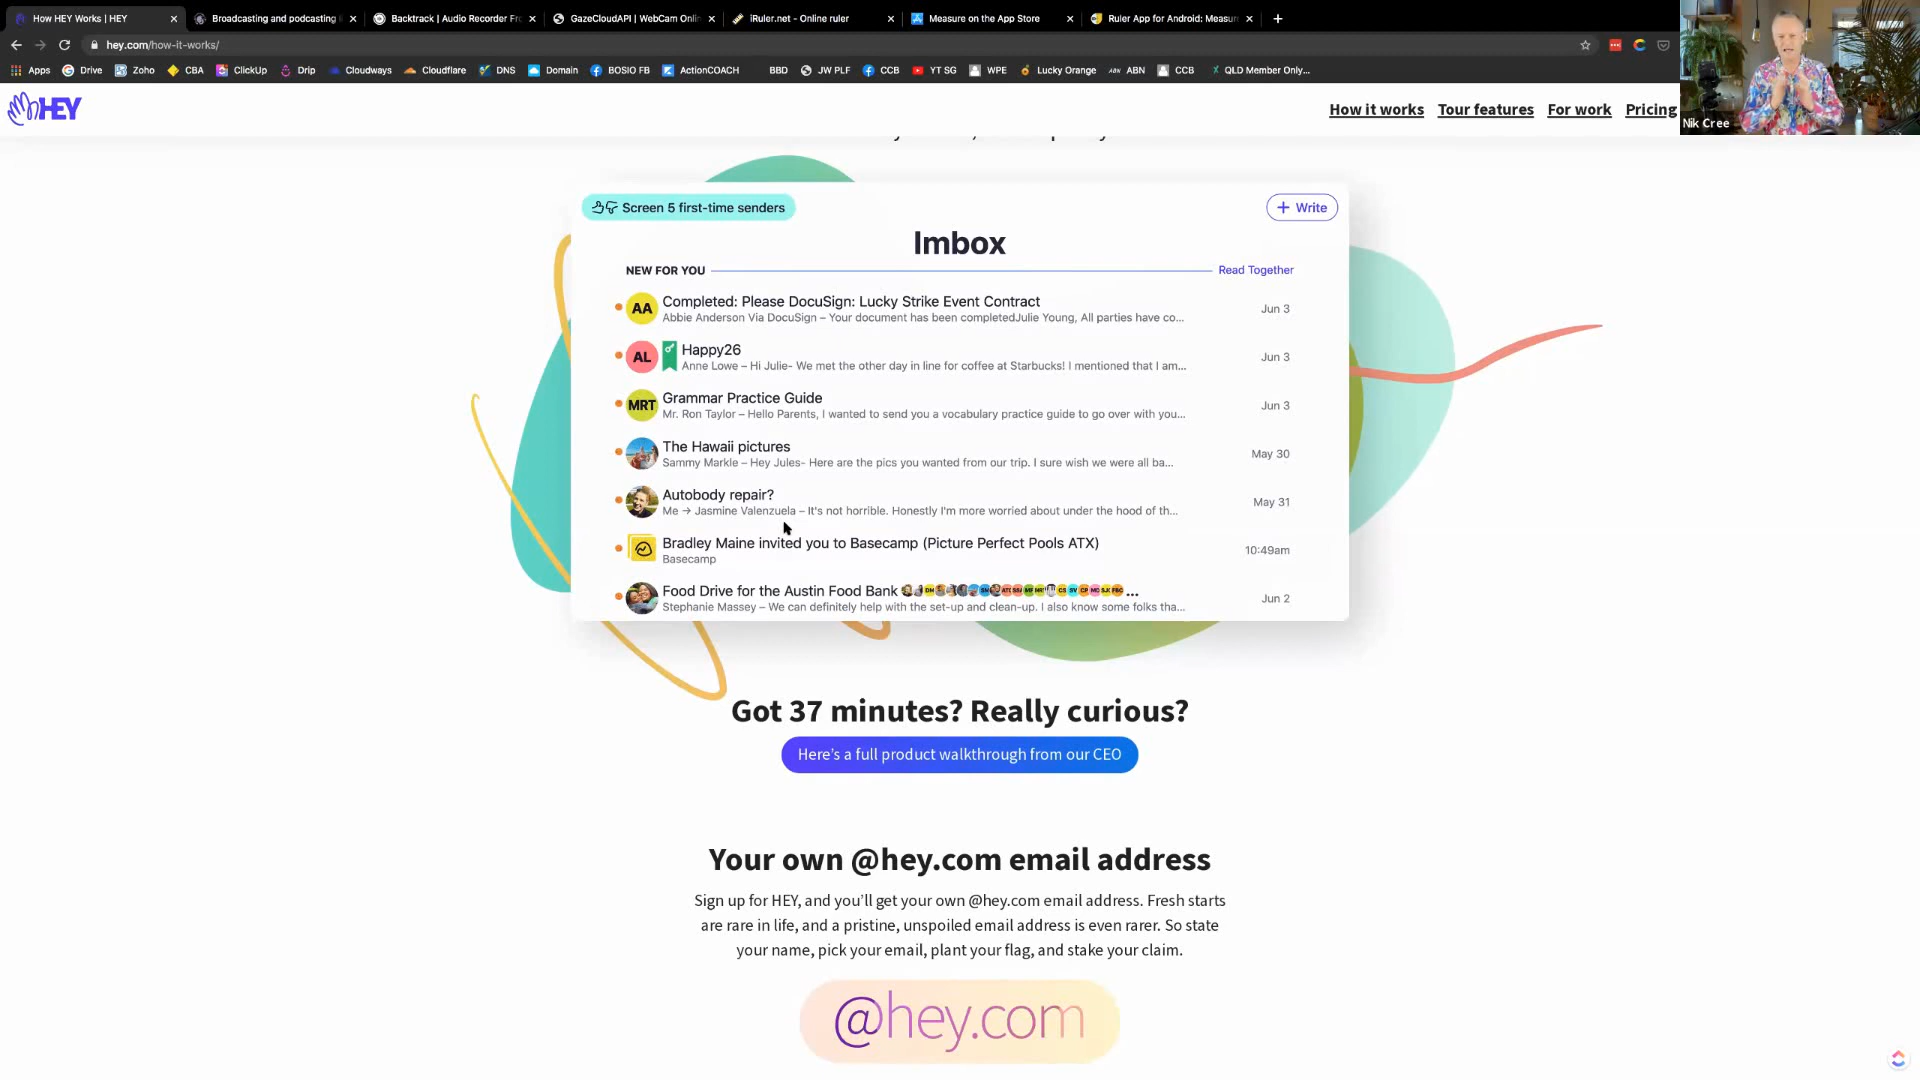 How HEY Works | HEY
Broadcasting and podcasting
Backtrack | Audio Recorder
GazeCloudAPI | WebCam
iRuler.net - Online ruler
Measure on the App Store
Ruler App for Android:
hey.com/how-it-works/
Apps Drive Zoho CBA ClickUp Drip Cloudways Cloudflare DNS Domain BOSIO FB ActionCOACH BBD JW PLF CCB YT SG WPE Lucky Orange ABN ABN CCB QLD Member Only...
HEY
How it works Tour features For work Pricing
Nik Cree
Screen 5 first-time senders
+ Write
Imbox
NEW FOR YOU
Read Together
AA
Completed: Please DocuSign: Lucky Strike Event Contract
Abbie Anderson Via DocuSign – Your document has been completedJulie Young, All parties have co...
Jun 3
AL
Happy26
Anne Lowe – Hi Julie- We met the other day in line for coffee at Starbucks! I mentioned that I am...
Jun 3
MRT
Grammar Practice Guide
Mr. Ron Taylor – Hello Parents, I wanted to send you a vocabulary practice guide to go over with you...
Jun 3
The Hawaii pictures
Sammy Markle – Hey Jules- Here are the pics you wanted from our trip. I sure wish we were all ba...
May 30
Autobody repair?
Me → Jasmine Valenzuela – It's not horrible. Honestly I'm more worried about under the hood of th...
May 31
Bradley Maine invited you to Basecamp (Picture Perfect Pools ATX)
Basecamp
10:49am
Food Drive for the Austin Food Bank
...
Stephanie Massey – We can definitely help with the set-up and clean-up. I also know some folks tha...
Jun 2
Got 37 minutes? Really curious?
Here’s a full product walkthrough from our CEO
Your own @hey.com email address
Sign up for HEY, and you’ll get your own @hey.com email address. Fresh starts
are rare in life, and a pristine, unspoiled email address is even rarer. So state
your name, pick your email, plant your flag, and stake your claim.
@hey.com